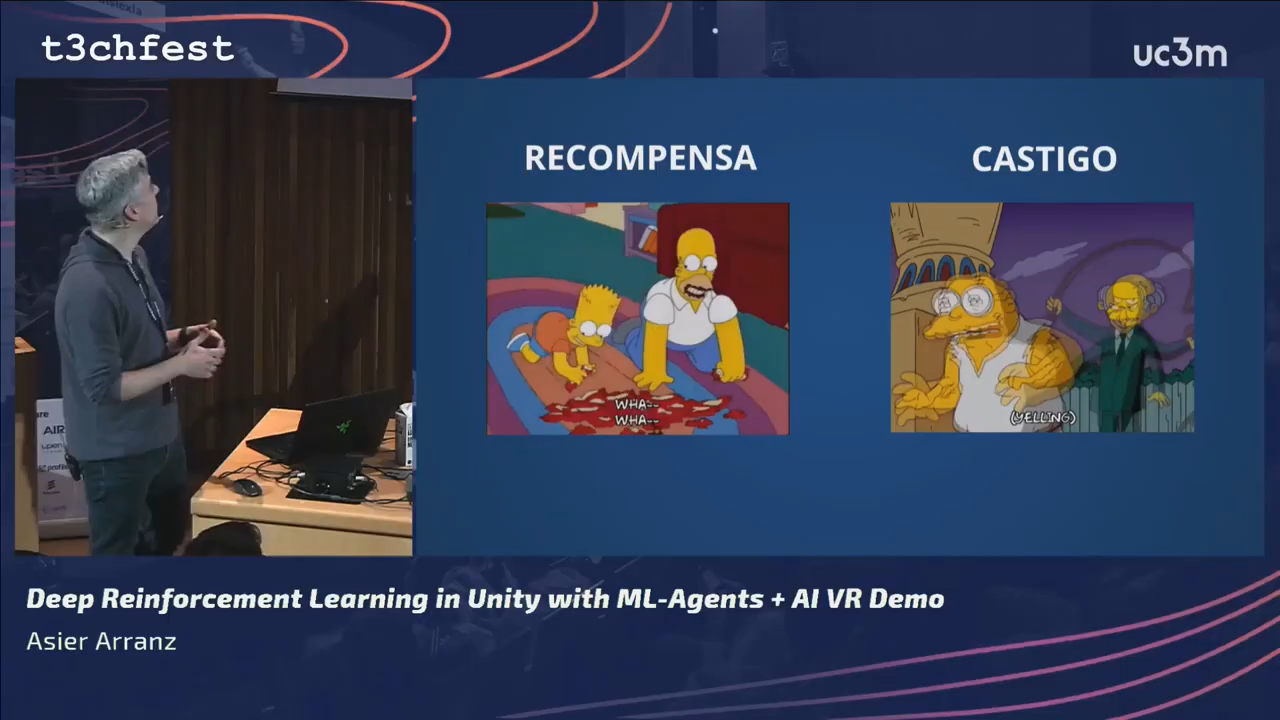 t3chfest
uc3m
RECOMPENSA
CASTIGO
WHA--
WHA--
(YELLING)
AIR
Deep Reinforcement Learning in Unity with ML-Agents + AI VR Demo
Asier Arranz